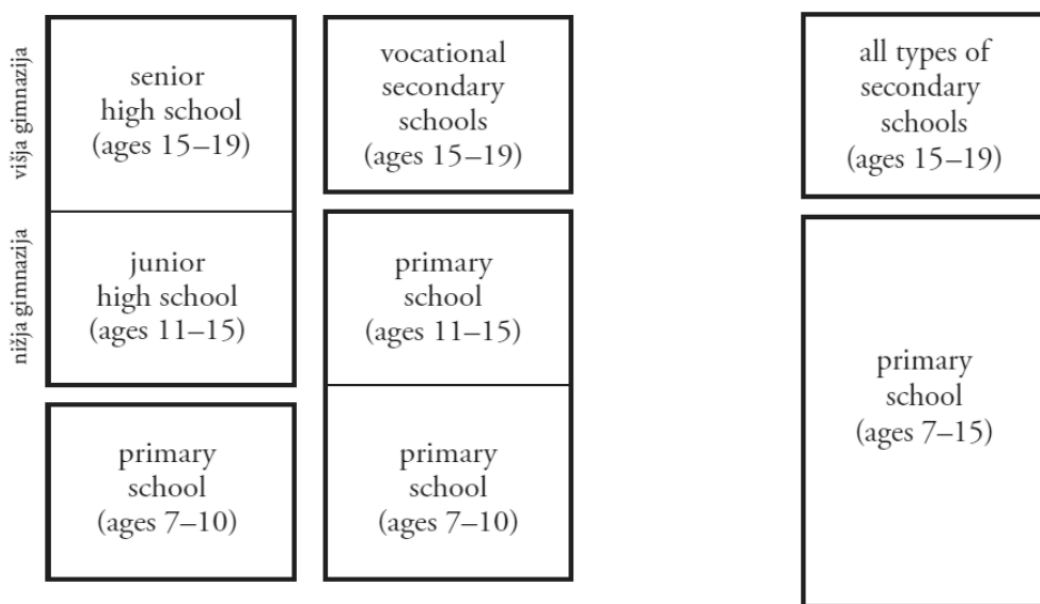 višja gimnazija
senior
high school
(ages 15–19)
nižja gimnazija
junior
high school
(ages 11–15)
primary
school
(ages 7–10)
vocational
secondary
schools
(ages 15–19)
primary
school
(ages 11–15)
primary
school
(ages 7–10)
all types of
secondary
schools
(ages 15–19)
primary
school
(ages 7–15)